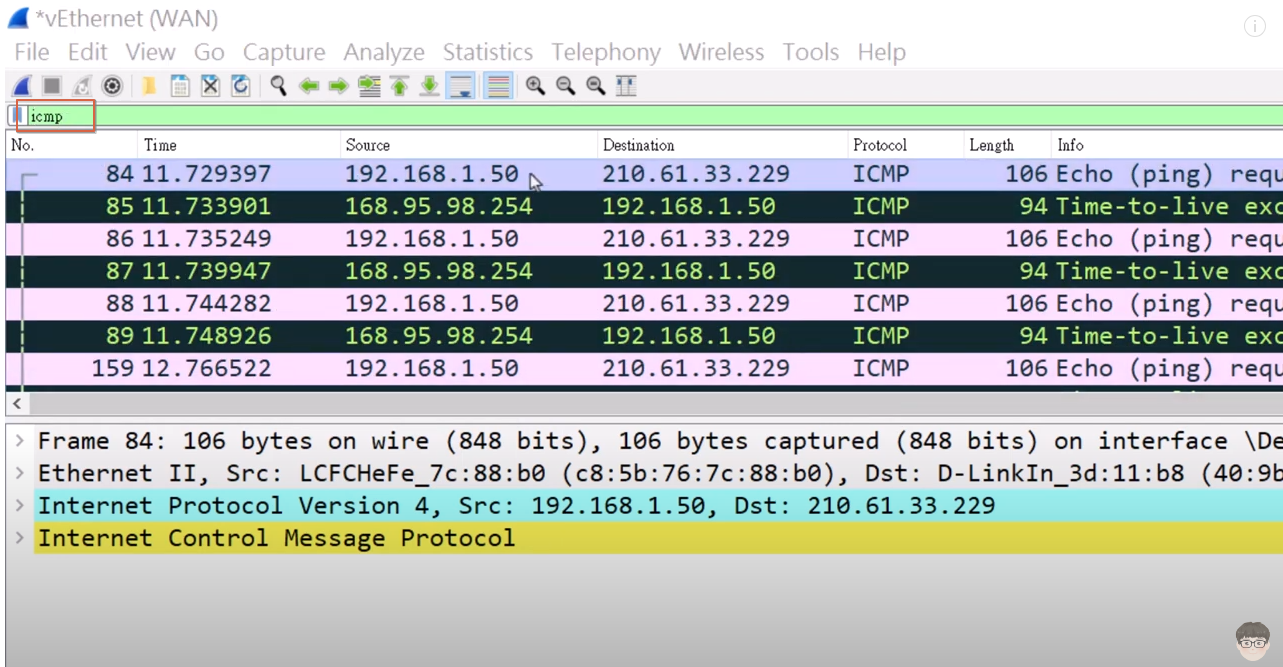 *vEthernet (WAN)
File Edit View Go Capture Analyze Statistics Telephony Wireless Tools Help
icmp
No. Time Source Destination Protocol Length Info
84 11.729397 192.168.1.50 210.61.33.229 ICMP 106 Echo (ping) requ
85 11.733901 168.95.98.254 192.168.1.50 ICMP 94 Time-to-live exc
86 11.735249 192.168.1.50 210.61.33.229 ICMP 106 Echo (ping) requ
87 11.739947 168.95.98.254 192.168.1.50 ICMP 94 Time-to-live exc
88 11.744282 192.168.1.50 210.61.33.229 ICMP 106 Echo (ping) requ
89 11.748926 168.95.98.254 192.168.1.50 ICMP 94 Time-to-live exc
159 12.766522 192.168.1.50 210.61.33.229 ICMP 106 Echo (ping) requ
Frame 84: 106 bytes on wire (848 bits), 106 bytes captured (848 bits) on interface \De
Ethernet II, Src: LCFCHeFe_7c:88:b0 (c8:5b:76:7c:88:b0), Dst: D-LinkIn_3d:11:b8 (40:9b
Internet Protocol Version 4, Src: 192.168.1.50, Dst: 210.61.33.229
Internet Control Message Protocol